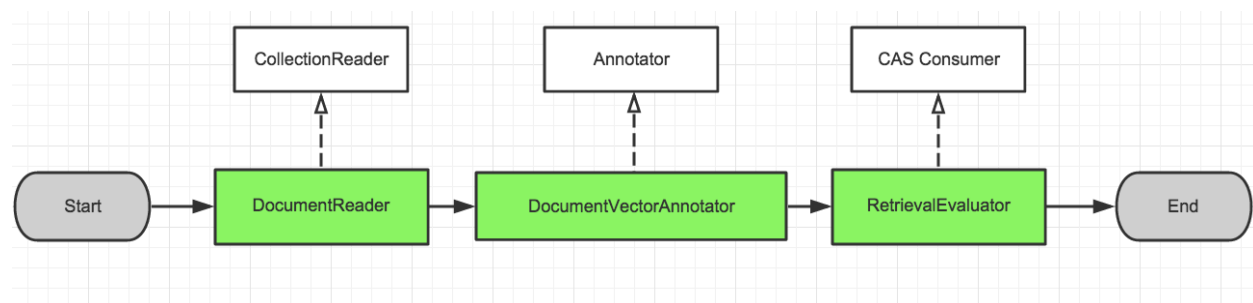 CollectionReader
Annotator
CAS Consumer
Start
DocumentReader
DocumentVectorAnnotator
RetrievalEvaluator
End